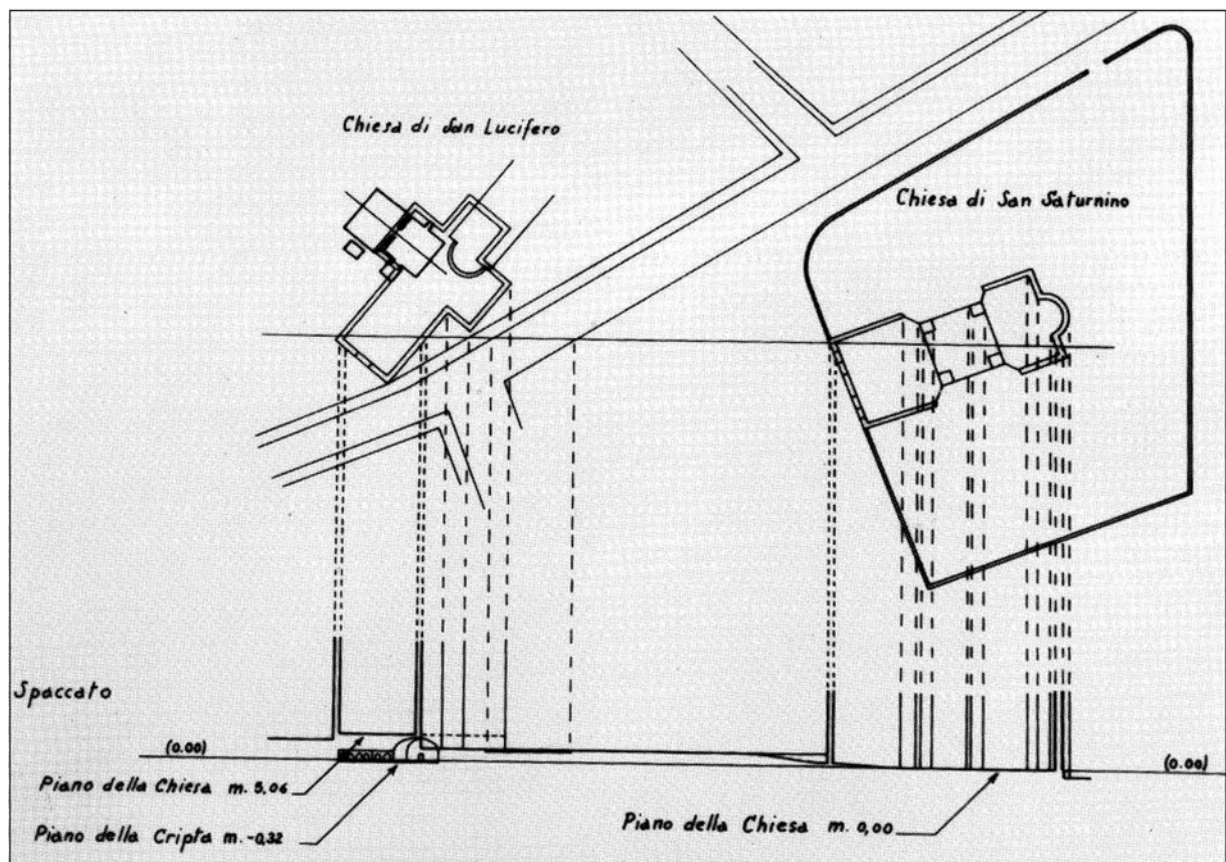 Chiesa di San Lucifero
Chiesa di San Saturnino
Spaccato
(0.00)
(0.00)
Piano della Chiesa m. 5,06
Piano della Cripta m. -0,32
Piano della Chiesa m. 0,00